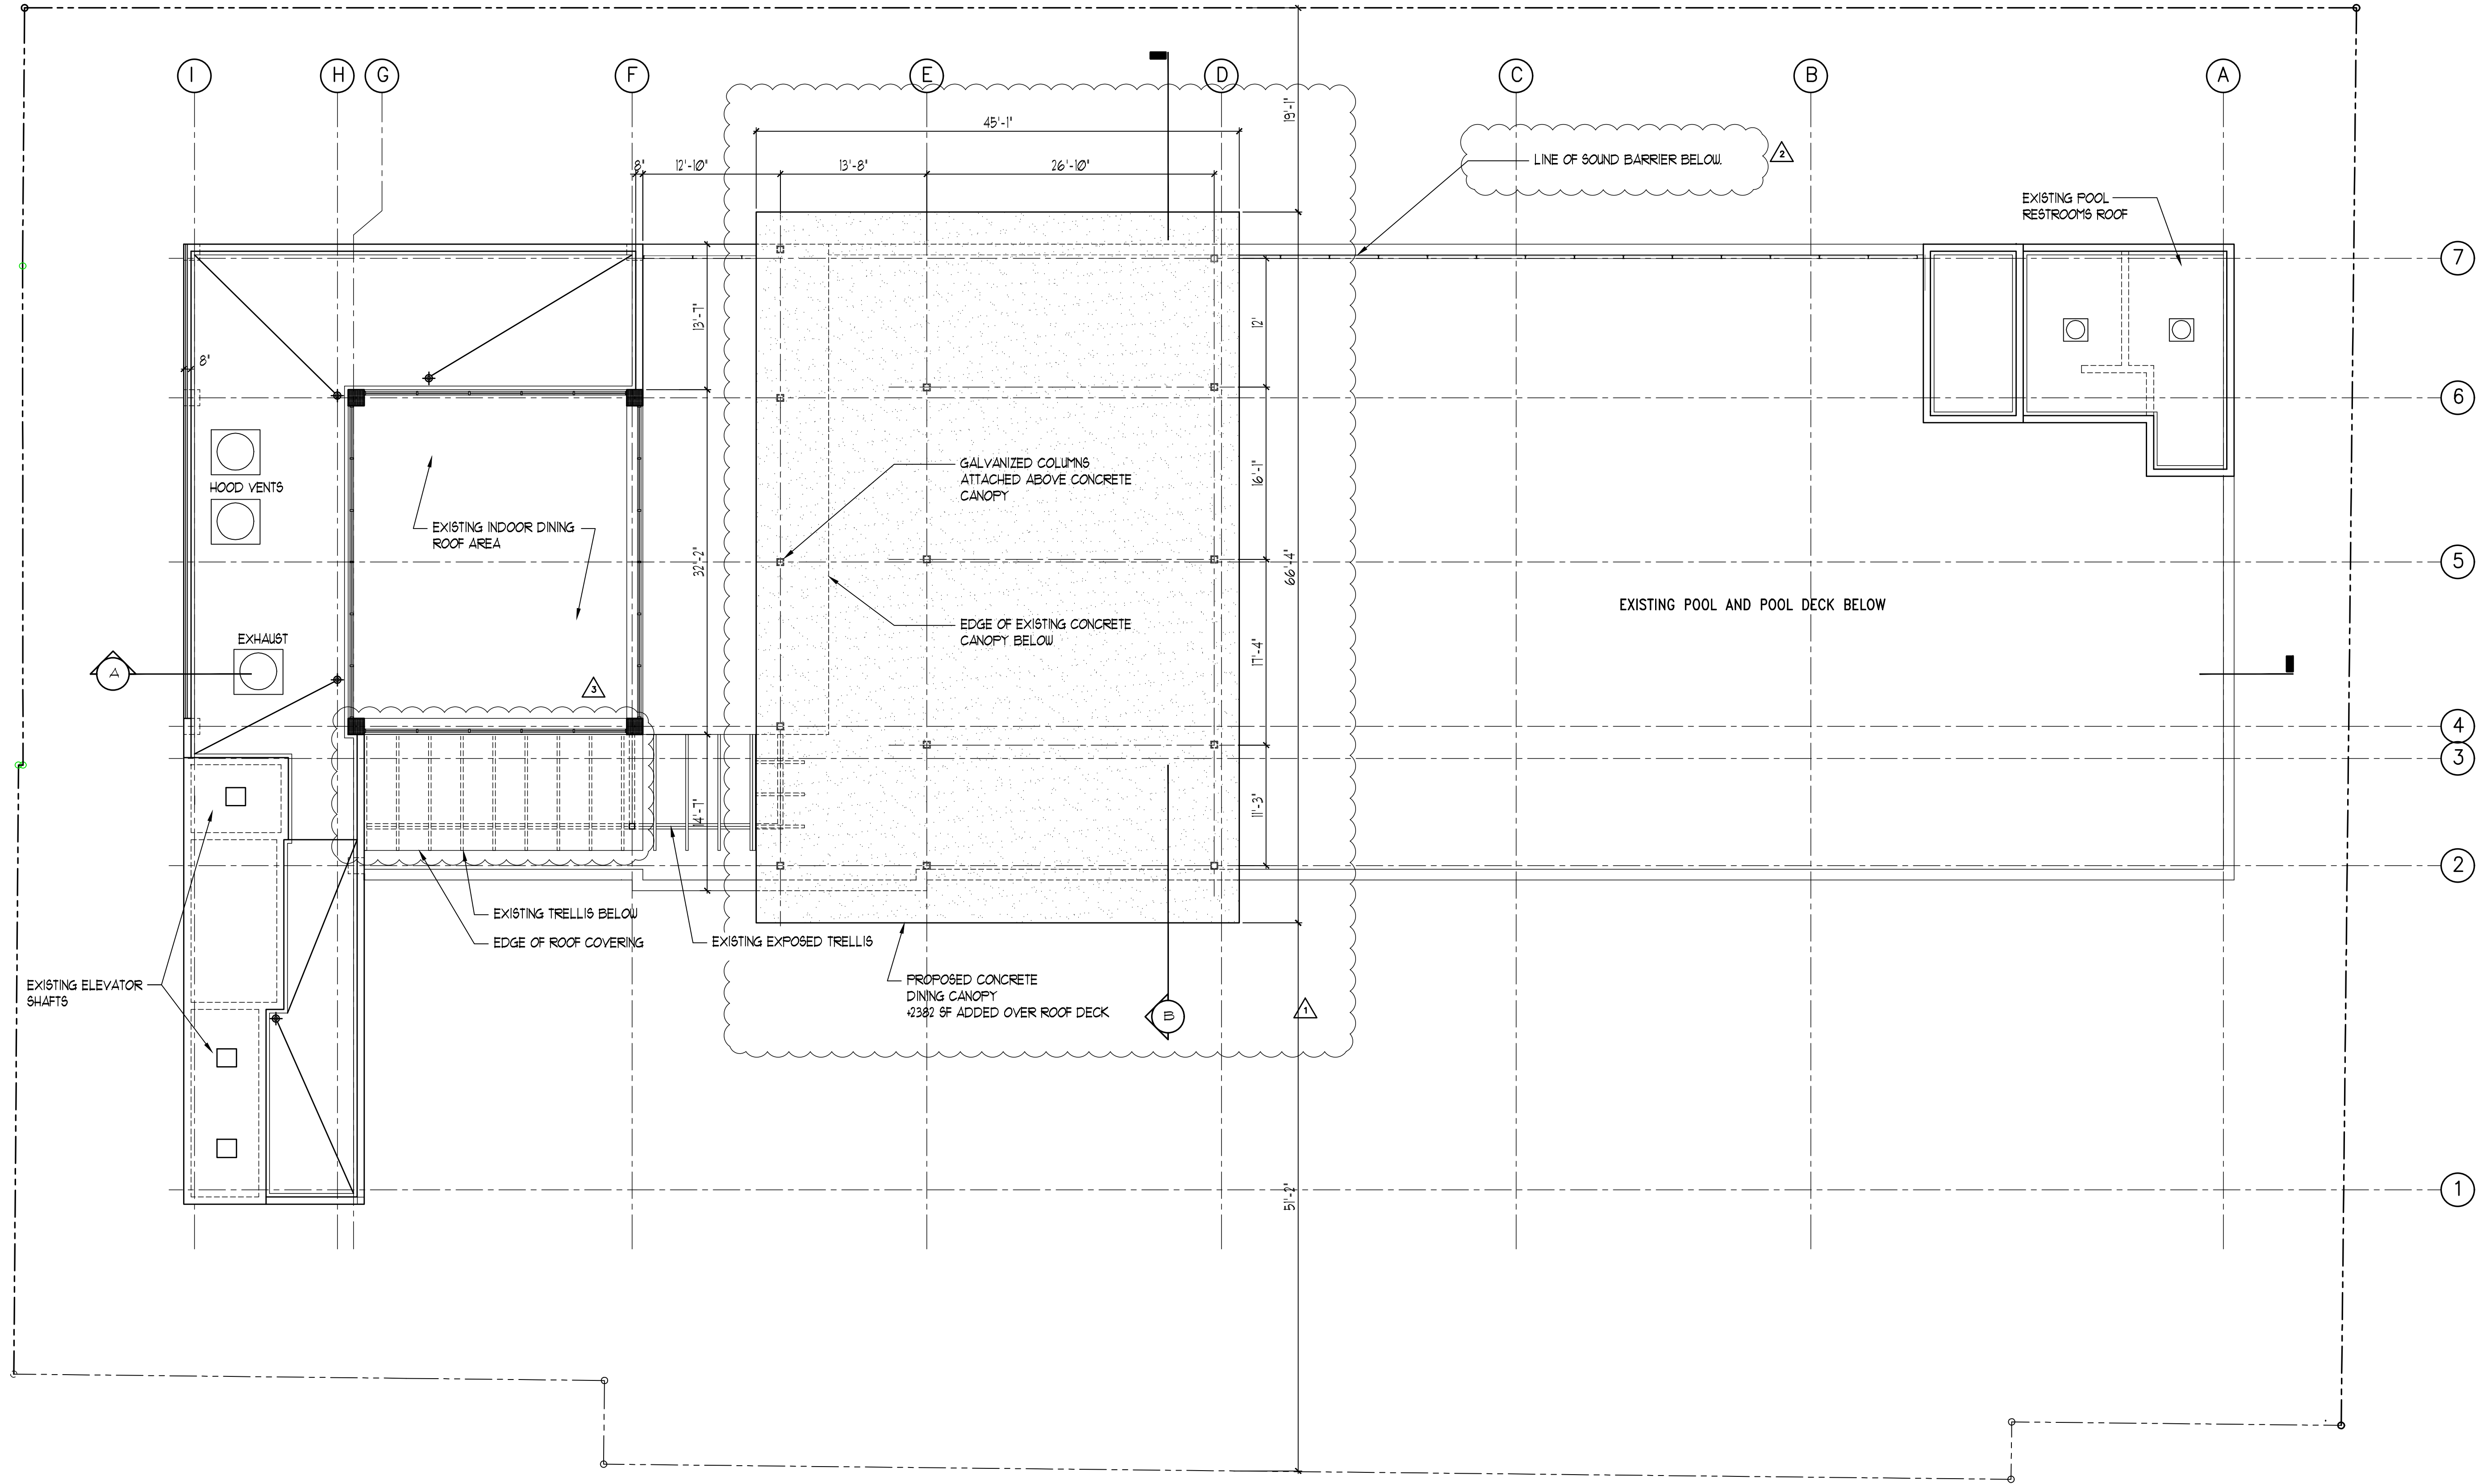 I
H
G
F
E
D
C
B
A
19'-1"
45'-1"
8"
12'-10"
13'-8"
26'-10"
LINE OF SOUND BARRIER BELOW.
2
EXISTING POOL
RESTROOMS ROOF
7
13'-7"
12'
8"
6
HOOD VENTS
GALVANIZED COLUMNS
ATTACHED ABOVE CONCRETE
CANOPY
16'-1"
EXISTING INDOOR DINING
ROOF AREA
32'-2"
66'-4"
5
EXISTING POOL AND POOL DECK BELOW
EXHAUST
EDGE OF EXISTING CONCRETE
CANOPY BELOW
17'-4"
A
3
4
3
14'-7"
11'-3"
2
EXISTING TRELLIS BELOW
EDGE OF ROOF COVERING
EXISTING EXPOSED TRELLIS
EXISTING ELEVATOR
SHAFTS
PROPOSED CONCRETE
DINING CANOPY
+2382 SF ADDED OVER ROOF DECK
B
1
51'-2"
1